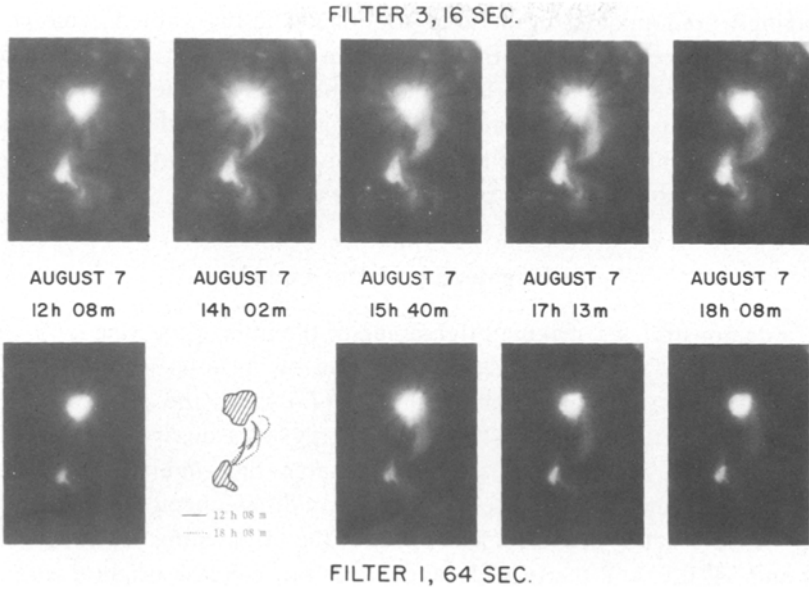 FILTER 3, 16 SEC.
AUGUST 7 AUGUST 7 AUGUST 7 AUGUST 7 AUGUST 7
12h 08m 14h 02m 15h 40m 17h 13m 18h 08m
12 h 08 m
18 h 08 m
FILTER 1, 64 SEC.